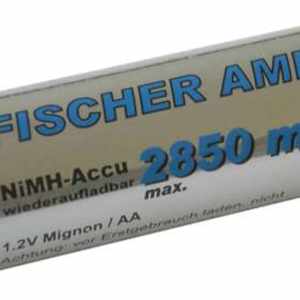 FISCHER AM
NiMH-Accu 2850 m
wiederaufladbar max.
1.2V Mignon / AA
Achtung: vor Erstgebrauch laden, nicht